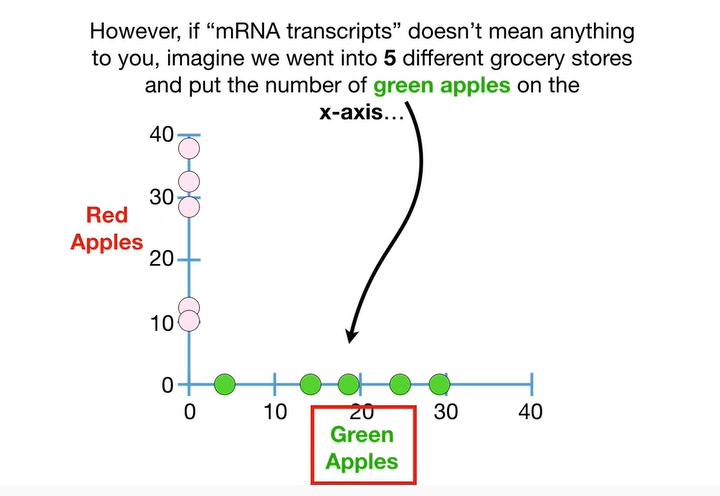 However, if “mRNA transcripts” doesn’t mean anything
to you, imagine we went into 5 different grocery stores
and put the number of green apples on the
x-axis…
40
30
Red
Apples
20
10
0
0 10 20 30 40
Green
Apples